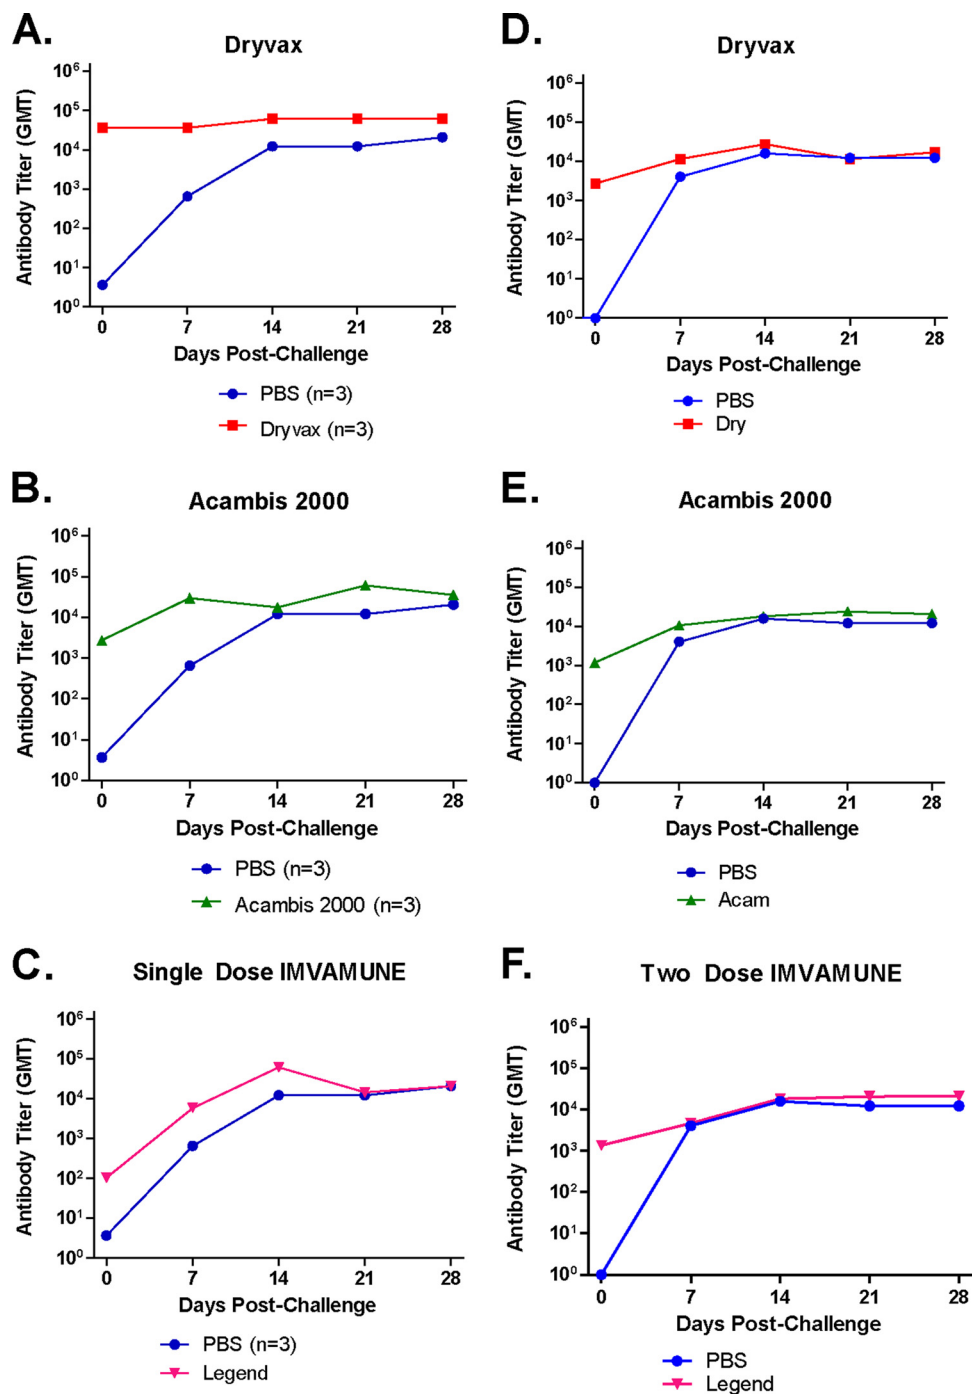 A.
Dryvax
Antibody Titer (GMT)
10⁶
10⁵
10⁴
10³
10²
10¹
10⁰
0 7 14 21 28
Days Post-Challenge
PBS (n=3)
Dryvax (n=3)
D.
Dryvax
Antibody Titer (GMT)
10⁶
10⁵
10⁴
10³
10²
10¹
10⁰
0 7 14 21 28
Days Post-Challenge
PBS
Dry
B.
Acambis 2000
Antibody Titer (GMT)
10⁶
10⁵
10⁴
10³
10²
10¹
10⁰
0 7 14 21 28
Days Post-Challenge
PBS (n=3)
Acambis 2000 (n=3)
E.
Acambis 2000
Antibody Titer (GMT)
10⁶
10⁵
10⁴
10³
10²
10¹
10⁰
0 7 14 21 28
Days Post-Challenge
PBS
Acam
C.
Single Dose IMVAMUNE
Antibody Titer (GMT)
10⁶
10⁵
10⁴
10³
10²
10¹
10⁰
0 7 14 21 28
Days Post-Challenge
PBS (n=3)
Legend
F.
Two Dose IMVAMUNE
Antibody Titer (GMT)
10⁶
10⁵
10⁴
10³
10²
10¹
10⁰
0 7 14 21 28
Days Post-Challenge
PBS
Legend